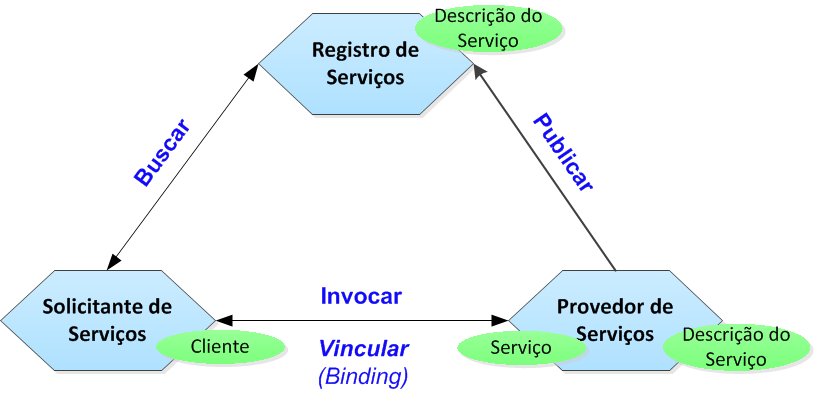 Descrição do
Serviço
Registro de
Serviços
Buscar
Publicar
Solicitante de
Serviços
Cliente
Invocar
Vincular
(Binding)
Provedor de
Serviços
Serviço
Descrição do
Serviço